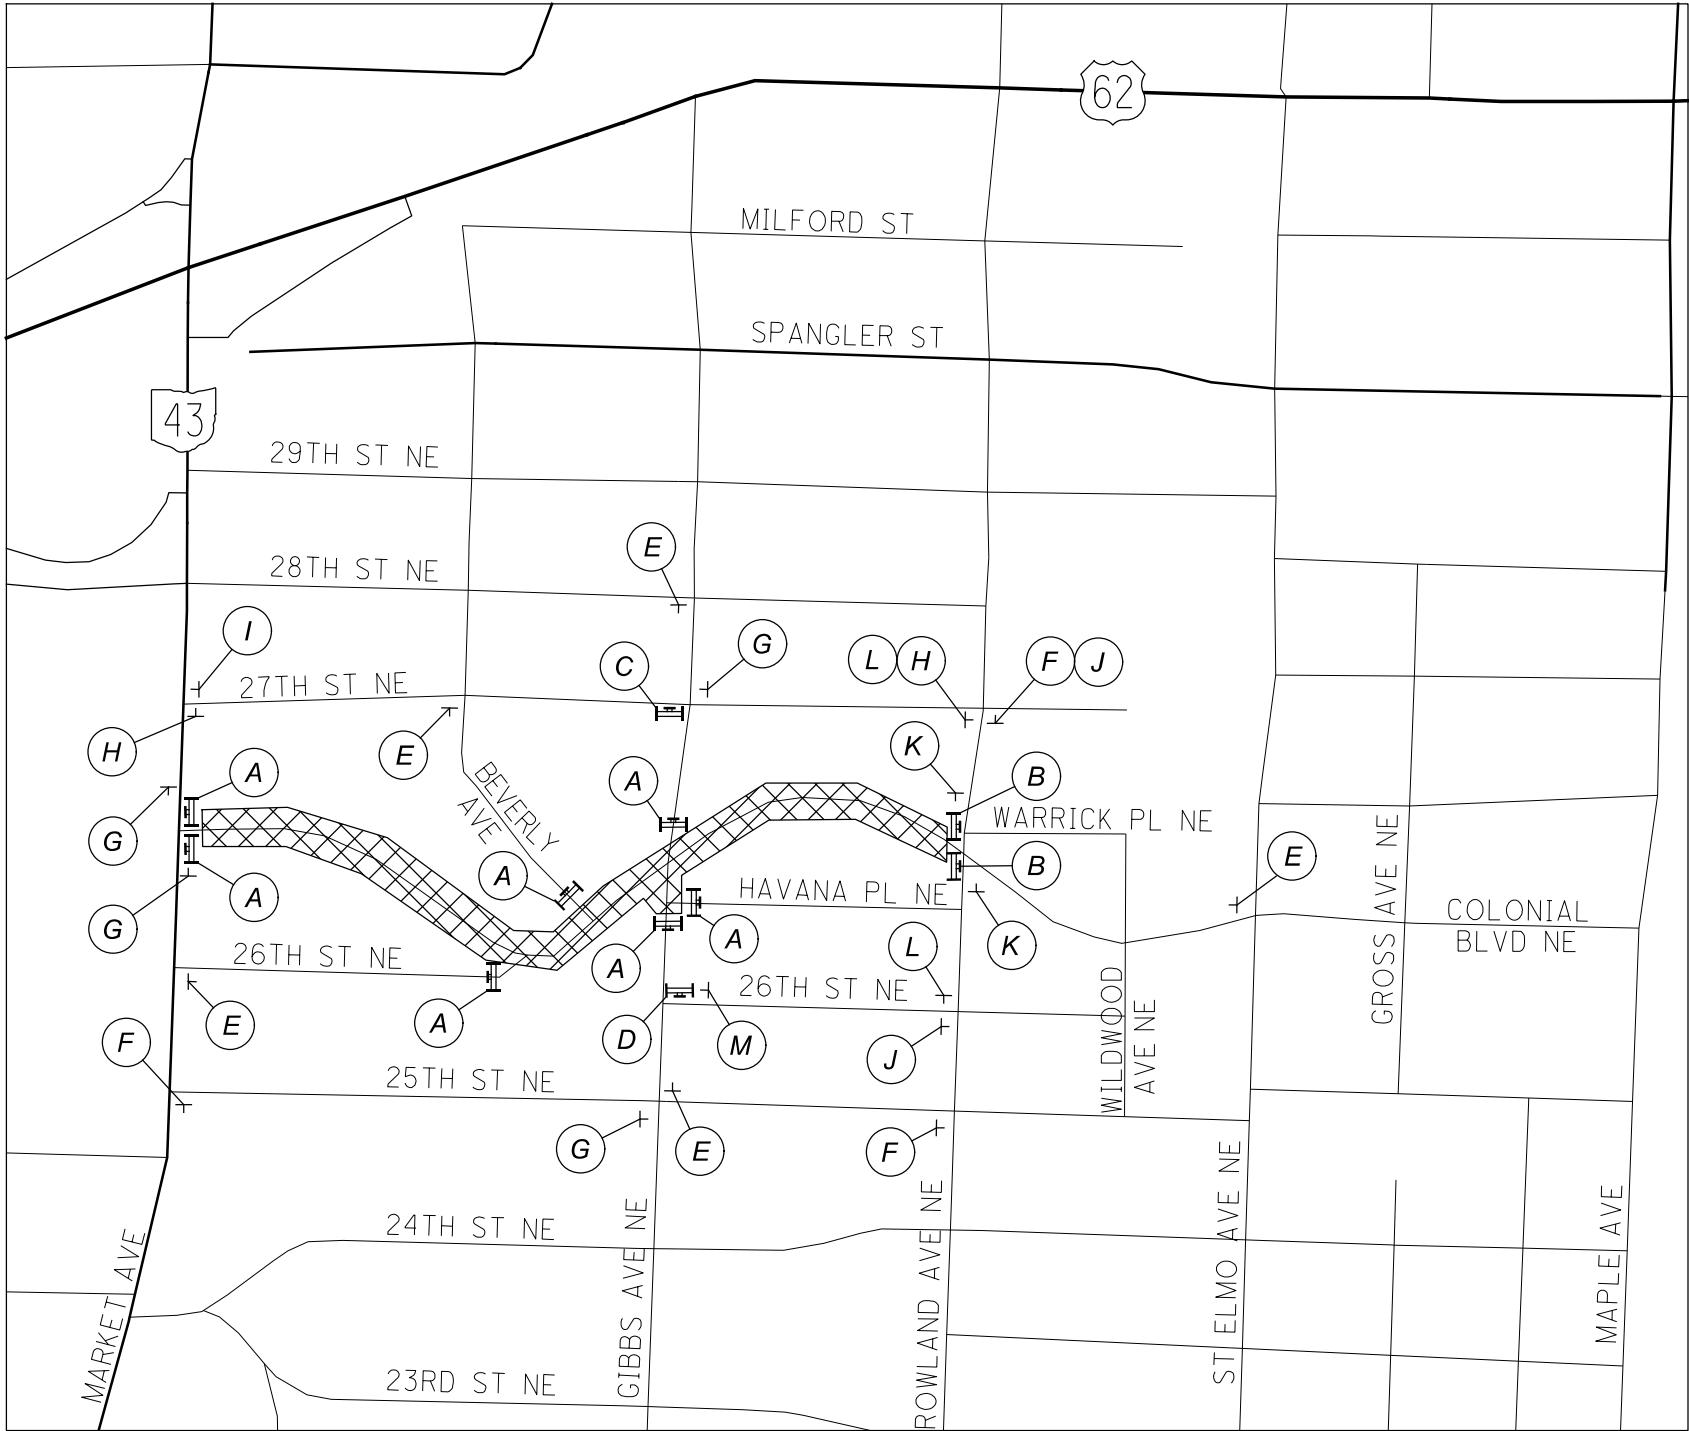 62
MILFORD ST
SPANGLER ST
43
29TH ST NE
E
28TH ST NE
I
G
C
L
H
F
J
27TH ST NE
H
E
K
A
BEVERLY
AVE
A
B
WARRICK PL NE
G
E
A
B
A
HAVANA PL NE
GROSS AVE NE
COLONIAL
BLVD NE
G
A
K
L
26TH ST NE
A
26TH ST NE
WILDWOOD
AVE NE
E
A
D
M
F
J
25TH ST NE
G
E
F
MARKET AVE
24TH ST NE
GIBBS AVE NE
ROWLAND AVE NE
ST ELMO AVE NE
MAPLE AVE
23RD ST NE